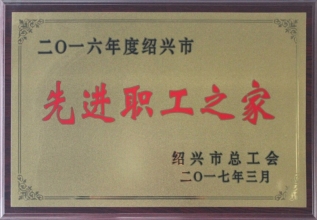 二〇一六年度绍兴市
先进职工之家
绍兴市总工会
二〇一七年三月